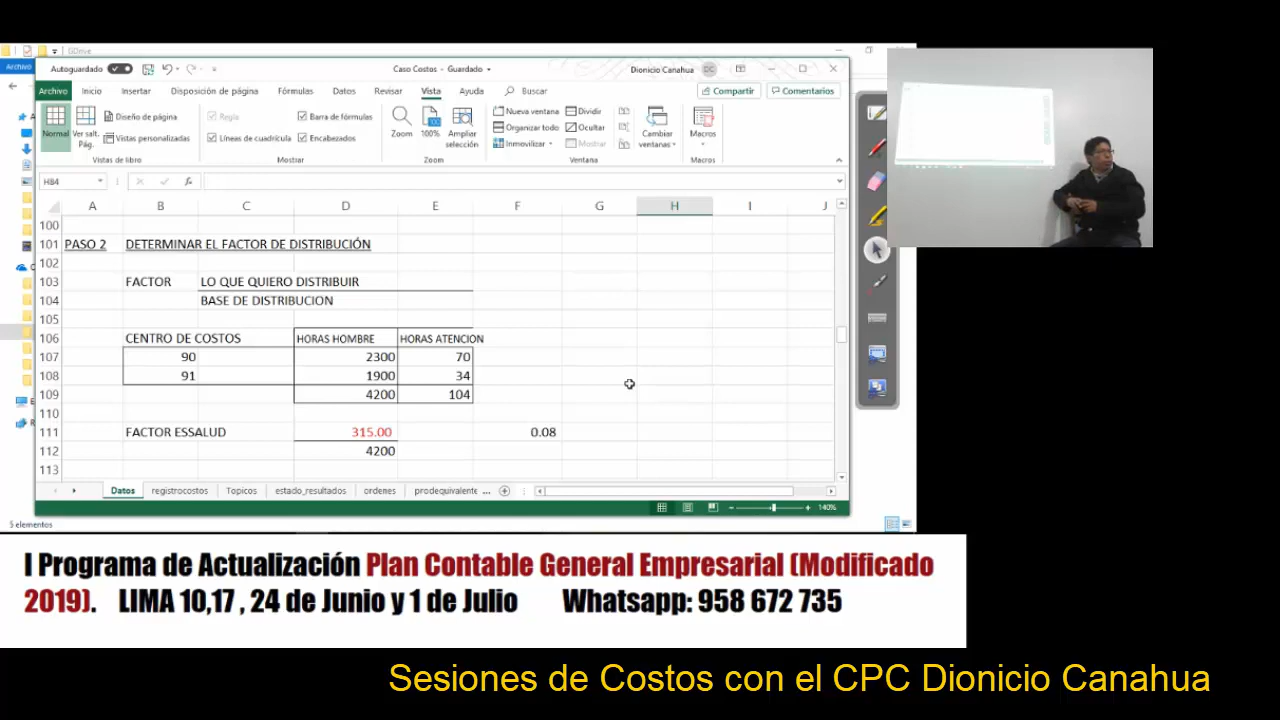 GDrive
Archivo
Autoguardado
Caso Costos - Guardado
Dionicio Canahua
DC
Archivo
Inicio
Insertar
Disposición de página
Fórmulas
Datos
Revisar
Vista
Ayuda
Buscar
Compartir
Comentarios
Normal
Ver salt. Pág.
Diseño de página
Vistas personalizadas
Vistas de libro
Regla
Barra de fórmulas
Líneas de cuadrícula
Encabezados
Mostrar
Zoom
100%
Ampliar selección
Zoom
Nueva ventana
Organizar todo
Inmovilizar
Dividir
Ocultar
Mostrar
Cambiar ventanas
Ventana
Macros
Macros
H84
fx
A B C D E F G H I J
100
101 PASO 2 DETERMINAR EL FACTOR DE DISTRIBUCIÓN
102
103 FACTOR LO QUE QUIERO DISTRIBUIR
104 BASE DE DISTRIBUCION
105
106 CENTRO DE COSTOS HORAS HOMBRE HORAS ATENCION
107 90 2300 70
108 91 1900 34
109 4200 104
110
111 FACTOR ESSALUD 315.00 0.08
112 4200
113
Datos registrocostos Topicos estado_resultados ordenes prodequivalente ...
140%
5 elementos
I Programa de Actualización Plan Contable General Empresarial (Modificado
2019). LIMA 10,17 , 24 de Junio y 1 de Julio Whatsapp: 958 672 735
Sesiones de Costos con el CPC Dionicio Canahua